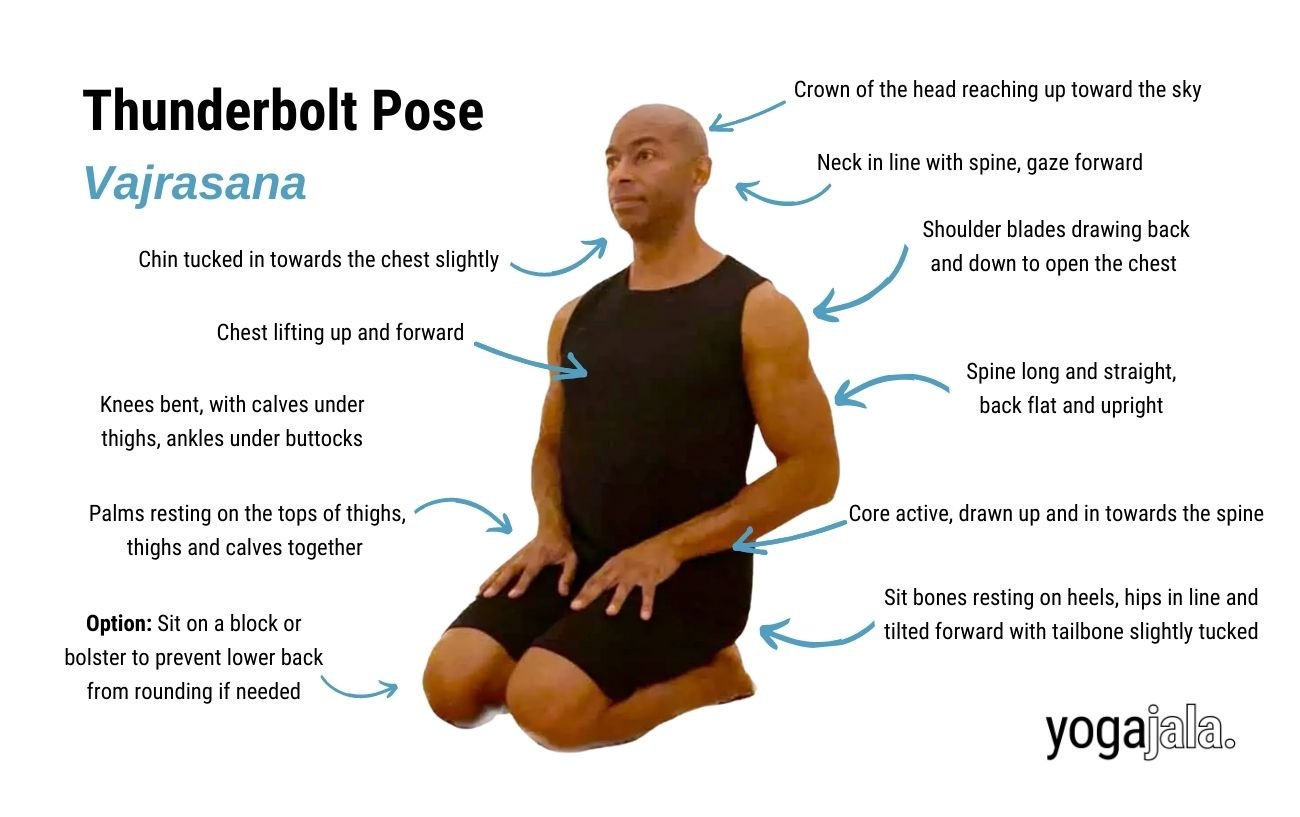 Thunderbolt Pose
Vajrasana
Crown of the head reaching up toward the sky
Neck in line with spine, gaze forward
Shoulder blades drawing back
and down to open the chest
Chin tucked in towards the chest slightly
Chest lifting up and forward
Spine long and straight,
back flat and upright
Knees bent, with calves under
thighs, ankles under buttocks
Palms resting on the tops of thighs,
thighs and calves together
Core active, drawn up and in towards the spine
Sit bones resting on heels, hips in line and
tilted forward with tailbone slightly tucked
Option: Sit on a block or
bolster to prevent lower back
from rounding if needed
yogajala.